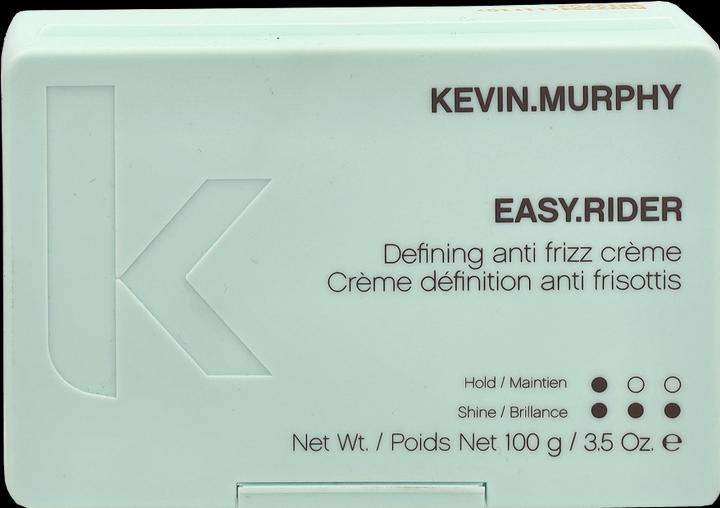 KEVIN.MURPHY
EASY.RIDER
Defining anti frizz crème
Crème définition anti frisottis
Hold / Maintien
Shine / Brillance
Net Wt. / Poids Net 100 g / 3.5 Oz. ℮